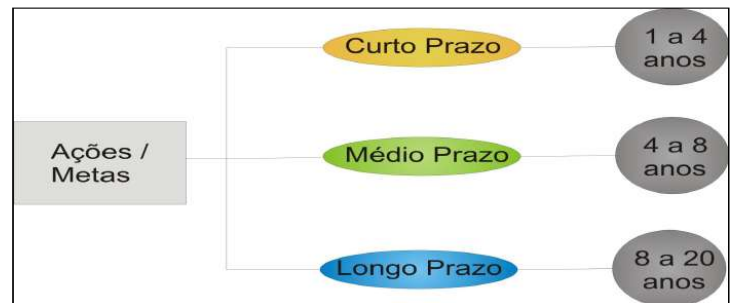 Ações /
Metas
Curto Prazo
1 a 4
anos
Médio Prazo
4 a 8
anos
Longo Prazo
8 a 20
anos